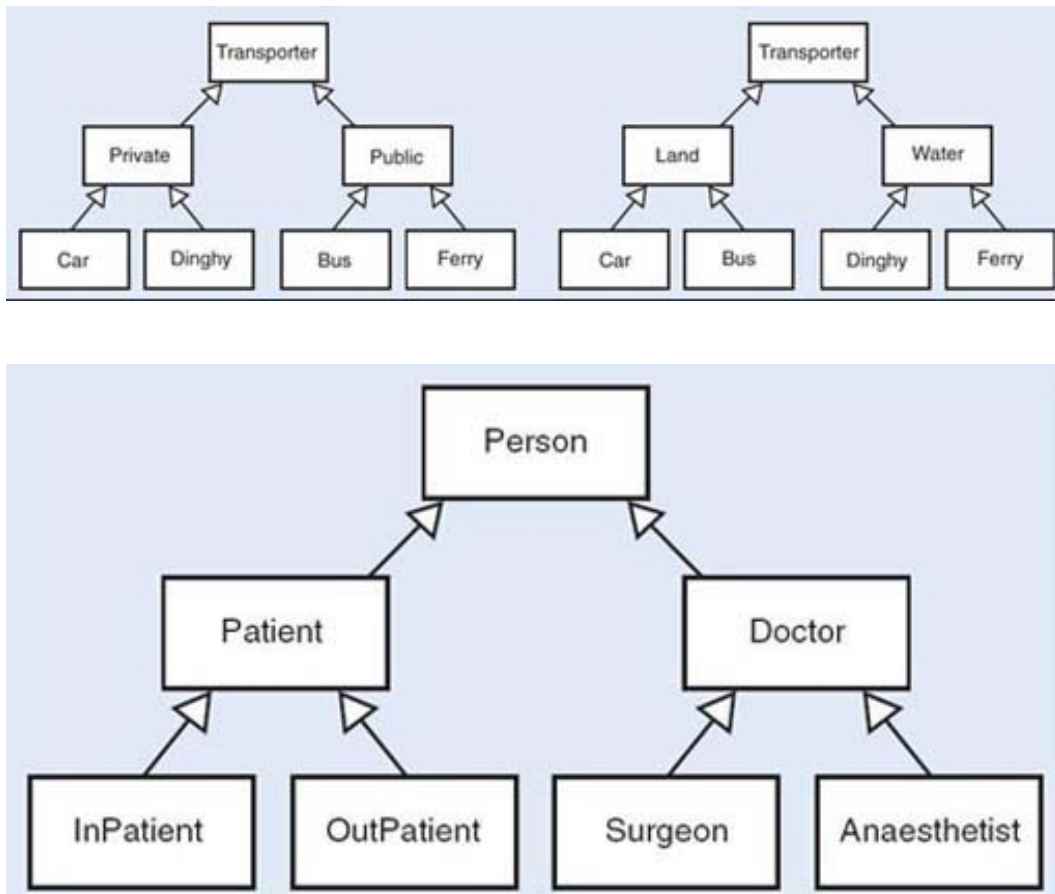 Transporter
Transporter
Private
Public
Land
Water
Car
Dinghy
Bus
Ferry
Car
Bus
Dinghy
Ferry
Person
Patient
Doctor
InPatient
OutPatient
Surgeon
Anaesthetist